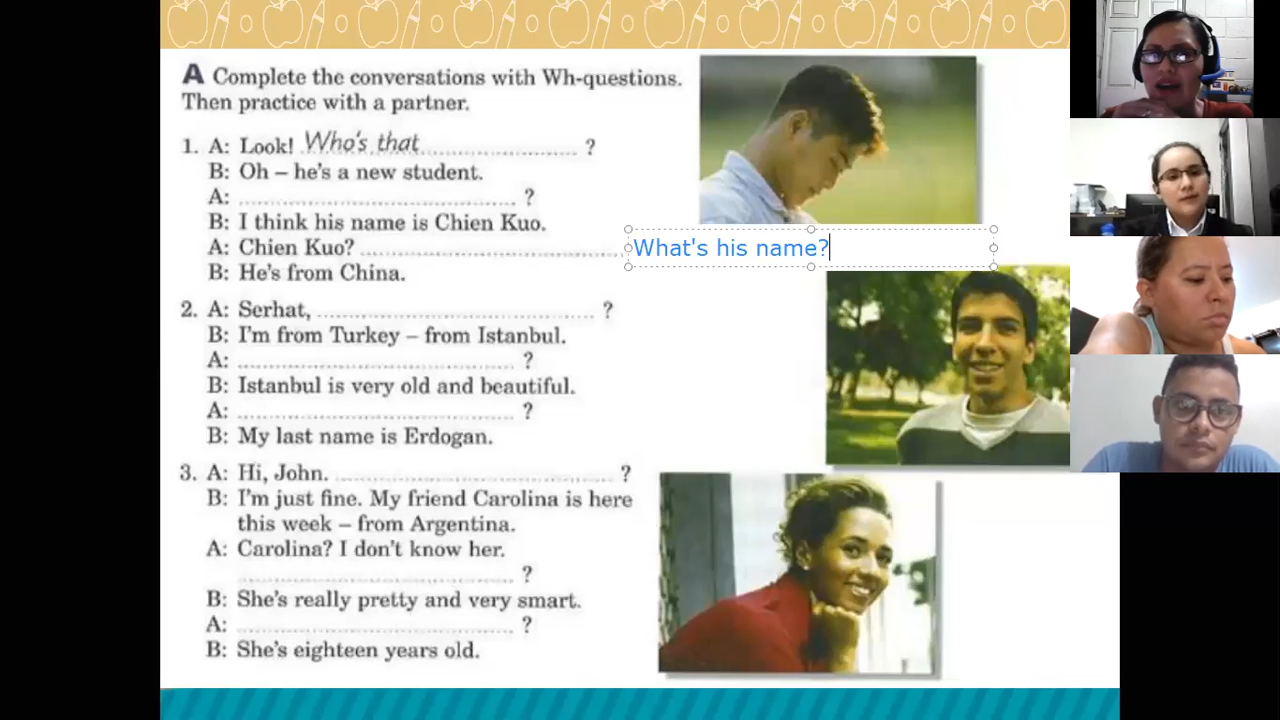 A Complete the conversations with Wh-questions.
Then practice with a partner.
1. A: Look! Who's that ?
B: Oh – he's a new student.
A: ?
B: I think his name is Chien Kuo.
A: Chien Kuo?
What's his name?
B: He's from China.
2. A: Serhat, ?
B: I'm from Turkey – from Istanbul.
A: ?
B: Istanbul is very old and beautiful.
A: ?
B: My last name is Erdogan.
3. A: Hi, John. ?
B: I'm just fine. My friend Carolina is here
this week – from Argentina.
A: Carolina? I don't know her.
?
B: She's really pretty and very smart.
A: ?
B: She's eighteen years old.